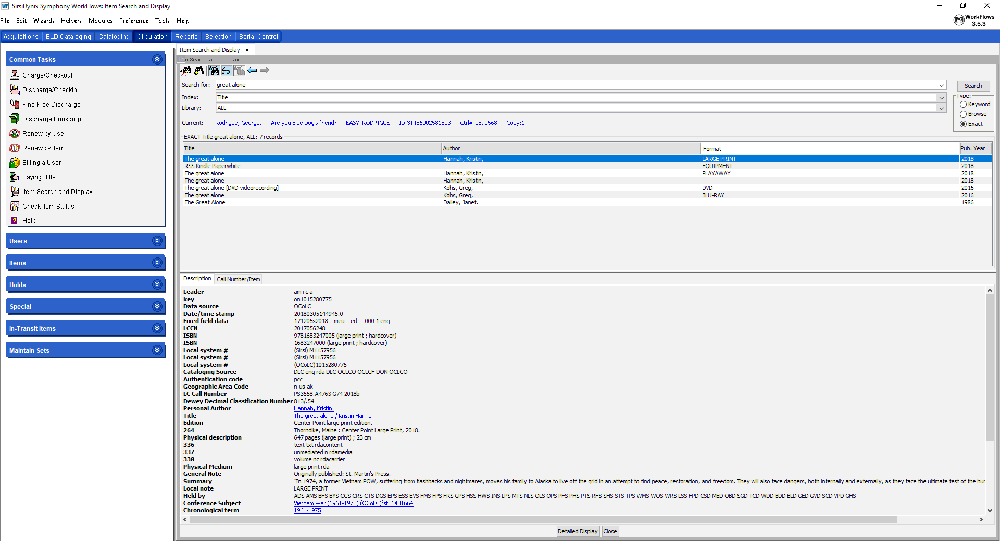 WF SirsiDynix Symphony WorkFlows: Item Search and Display
File Edit Wizards Helpers Modules Preference Tools Help
WorkFlows
3.5.3
Acquisitions BLD Cataloging Cataloging Circulation Reports Selection Serial Control
Common Tasks
Charge/Checkout
Discharge/Checkin
Fine Free Discharge
Discharge Bookdrop
Renew by User
Renew by Item
Billing a User
Paying Bills
Item Search and Display
Check Item Status
Help
Users
Items
Holds
Special
In-Transit Items
Maintain Sets
Item Search and Display
Search and Display
Search for: great alone Search
Index: Title
Library: ALL
Type:
Keyword
Browse
Exact
Current: Rodrigue, George. --- Are you Blue Dog's friend? --- EASY RODRIGUE --- ID:31486002581803 --- Ctrl#:a890568 --- Copy:1
EXACT Title great alone, ALL: 7 records
Title Author Format Pub. Year
The great alone Hannah, Kristin, LARGE PRINT 2018
RSS Kindle Paperwhite EQUIPMENT 2018
The great alone Hannah, Kristin, PLAYAWAY 2018
The great alone Hannah, Kristin, 2018
The great alone [DVD videorecording] Kohs, Greg, DVD 2016
The great alone Kohs, Greg, BLU-RAY 2016
The Great Alone Dailey, Janet. 1986
Description Call Number/Item
Leader am i c a
key on1015280775
Data source OCoLC
Date/time stamp 20180305144945.0
Fixed field data 171205s2018 meu ed 000 1 eng
LCCN 2017056248
ISBN 9781683247005 (large print ; hardcover)
ISBN 1683247000 (large print ; hardcover)
Local system # (Sirsi) M1157956
Local system # (Sirsi) M1157956
Local system # (OCoLC)1015280775
Cataloging Source DLC eng rda DLC OCLCO OCLCF DON OCLCO
Authentication code pcc
Geographic Area Code n-us-ak
LC Call Number PS3558.A4763 G74 2018b
Dewey Decimal Classification Number 813/.54
Personal Author Hannah, Kristin,
Title The great alone / Kristin Hannah.
Edition Center Point large print edition.
264 Thorndike, Maine : Center Point Large Print, 2018.
Physical description 647 pages (large print) ; 23 cm
336 text txt rdacontent
337 unmediated n rdamedia
338 volume nc rdacarrier
Physical Medium large print rda
General Note Originally published: St. Martin's Press.
Summary "In 1974, a former Vietnam POW, suffering from flashbacks and nightmares, moves his family to Alaska to live off the grid in an attempt to find peace, restoration, and freedom. They will also face dangers, both internally and externally, as they face the ultimate test of the hur
Local note LARGE PRINT
Held by ADS AMS BFS BYS CCS CRS CTS DGS EPS ESS EVS FMS FPS FRS GPS HSS HWS INS LPS MTS NLS OLS OPS PFS PHS PTS RFS SHS STS TPS WMS WOS WRS LSS FPD CSD MED OBD SGD TCD WDD BDD BLD GED GVD SCD VPD GHS
Conference Subject Vietnam War (1961-1975) (OCoLC)fst01431664
Chronological term 1961-1975
Detailed Display Close